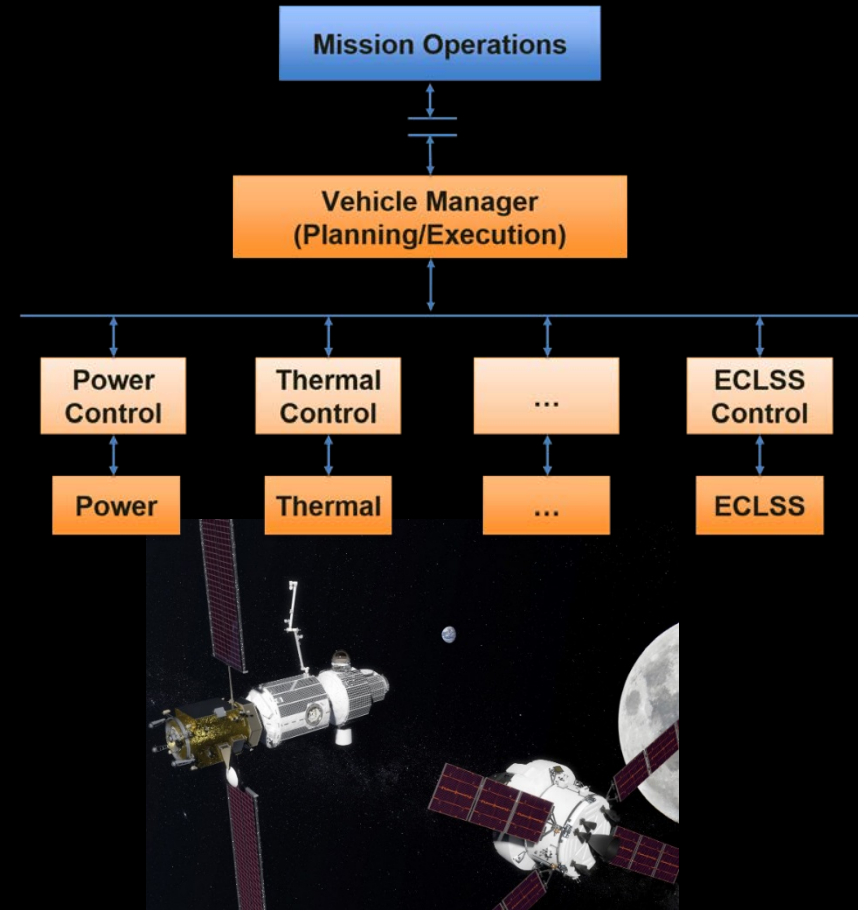 Mission Operations
Vehicle Manager
(Planning/Execution)
Power
Control
Thermal
Control
…
ECLSS
Control
Power
Thermal
…
ECLSS